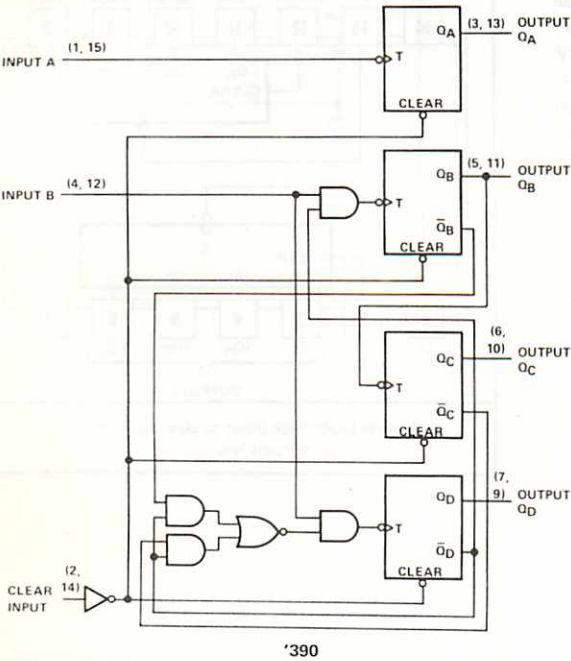 QA (3, 13) OUTPUT
QA
INPUT A (1, 15) T
CLEAR
QB (5, 11) OUTPUT
QB
INPUT B (4, 12) T
Q̅B
CLEAR
(6,
QC 10) OUTPUT
QC
T
Q̅C
CLEAR
(7,
QD 9) OUTPUT
QD
T
Q̅D
CLEAR
(2,
CLEAR 14)
INPUT
'390